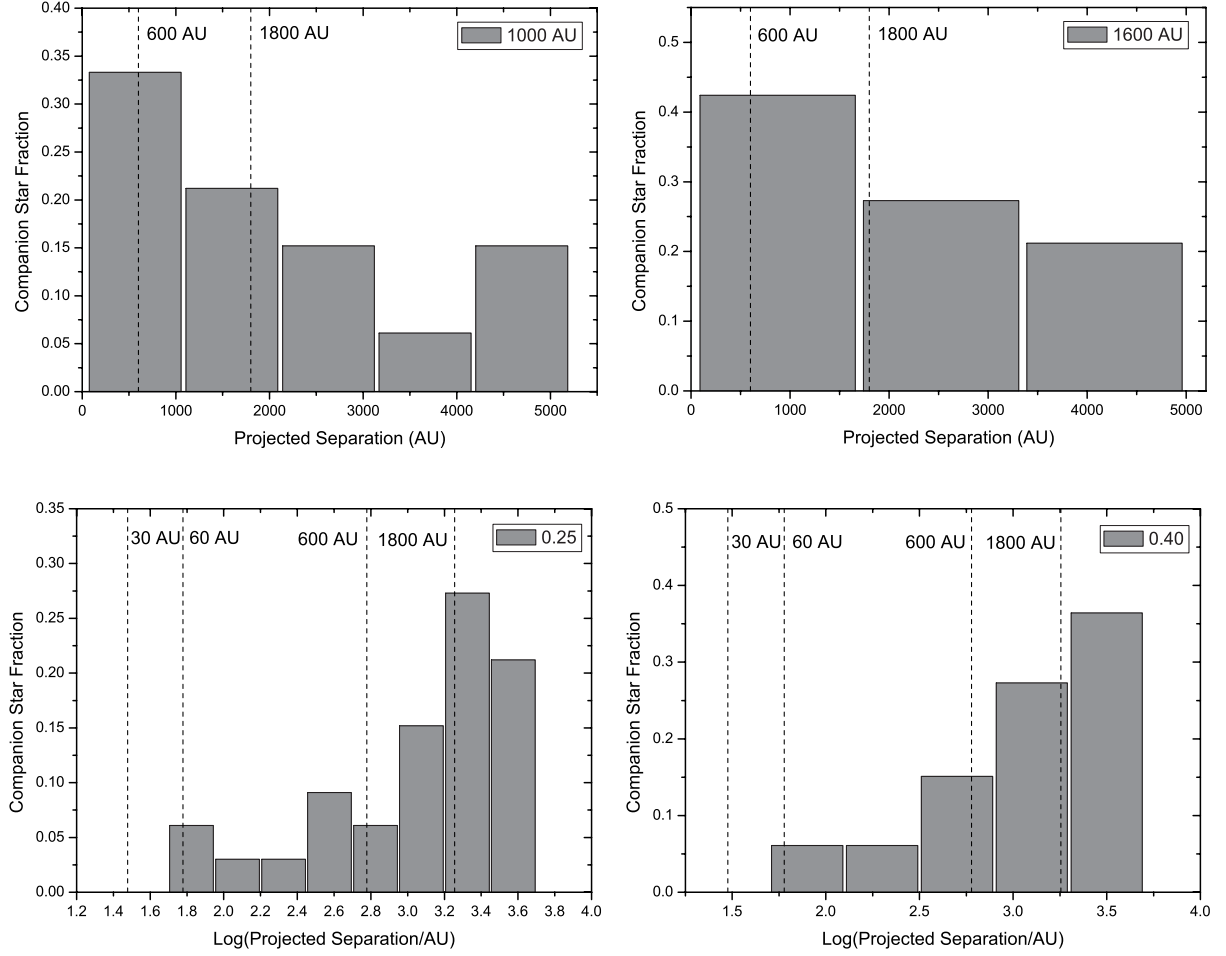 0.40
0.35
0.30
0.25
0.20
0.15
0.10
0.05
0.00
Companion Star Fraction
600 AU
1800 AU
1000 AU
0 1000 2000 3000 4000 5000
Projected Separation (AU)
0.5
0.4
0.3
0.2
0.1
0.0
Companion Star Fraction
600 AU
1800 AU
1600 AU
0 1000 2000 3000 4000 5000
Projected Separation (AU)
0.35
0.30
0.25
0.20
0.15
0.10
0.05
0.00
Companion Star Fraction
30 AU
60 AU
600 AU
1800 AU
0.25
1.2 1.4 1.6 1.8 2.0 2.2 2.4 2.6 2.8 3.0 3.2 3.4 3.6 3.8 4.0
Log(Projected Separation/AU)
0.5
0.4
0.3
0.2
0.1
0.0
Companion Star Fraction
30 AU
60 AU
600 AU
1800 AU
0.40
1.5 2.0 2.5 3.0 3.5 4.0
Log(Projected Separation/AU)